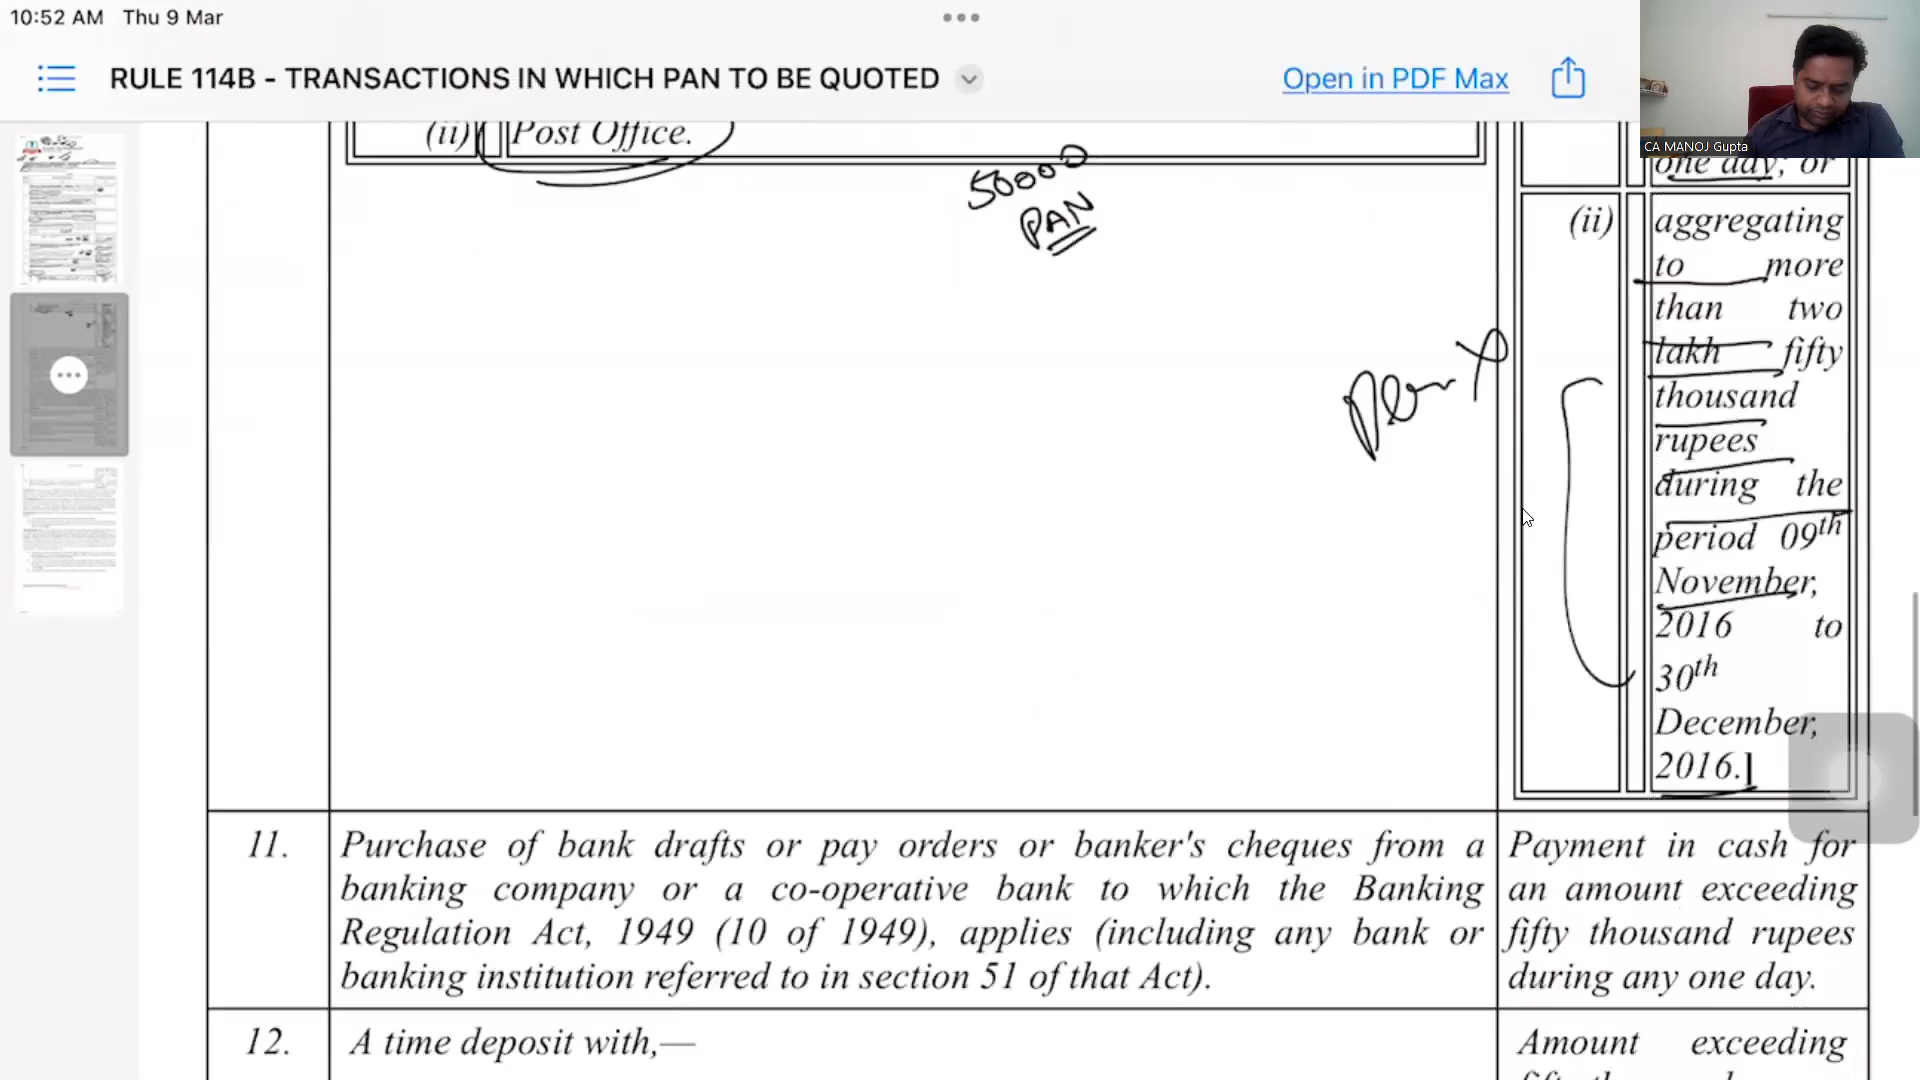 10:52 AM Thu 9 Mar
RULE 114B - TRANSACTIONS IN WHICH PAN TO BE QUOTED
Open in PDF Max
CA MANOJ Gupta
(ii) Post Office.
50000
PAN
one day; or
(ii) aggregating
to more
than two
lakh fifty
thousand
rupees
during the
period 09th
November,
2016 to
30th
December,
2016.]
11. Purchase of bank drafts or pay orders or banker's cheques from a
banking company or a co-operative bank to which the Banking
Regulation Act, 1949 (10 of 1949), applies (including any bank or
banking institution referred to in section 51 of that Act).
Payment in cash for
an amount exceeding
fifty thousand rupees
during any one day.
12. A time deposit with,—
Amount exceeding